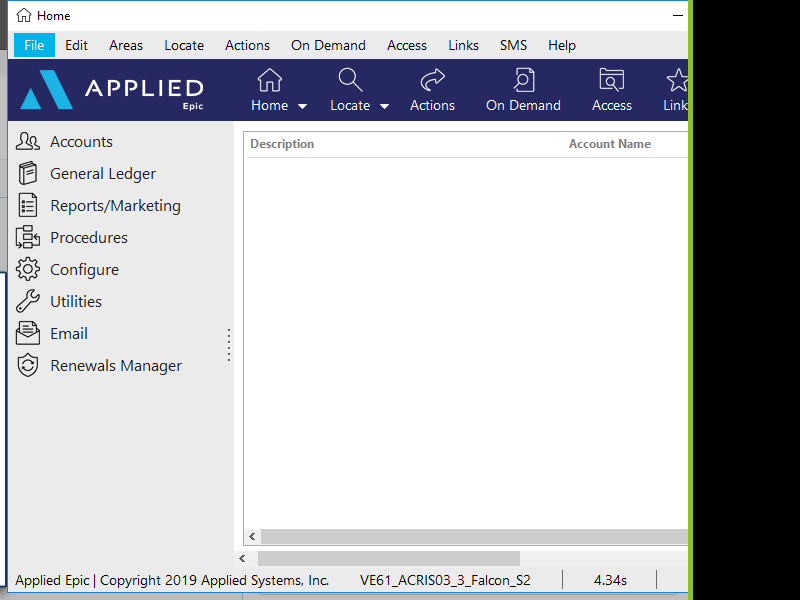 Home
File Edit Areas Locate Actions On Demand Access Links SMS Help
APPLIED
Epic
Home Locate Actions On Demand Access Link
Accounts
General Ledger
Reports/Marketing
Procedures
Configure
Utilities
Email
Renewals Manager
Description Account Name
Applied Epic | Copyright 2019 Applied Systems, Inc. VE61_ACRIS03_3_Falcon_S2 4.34s